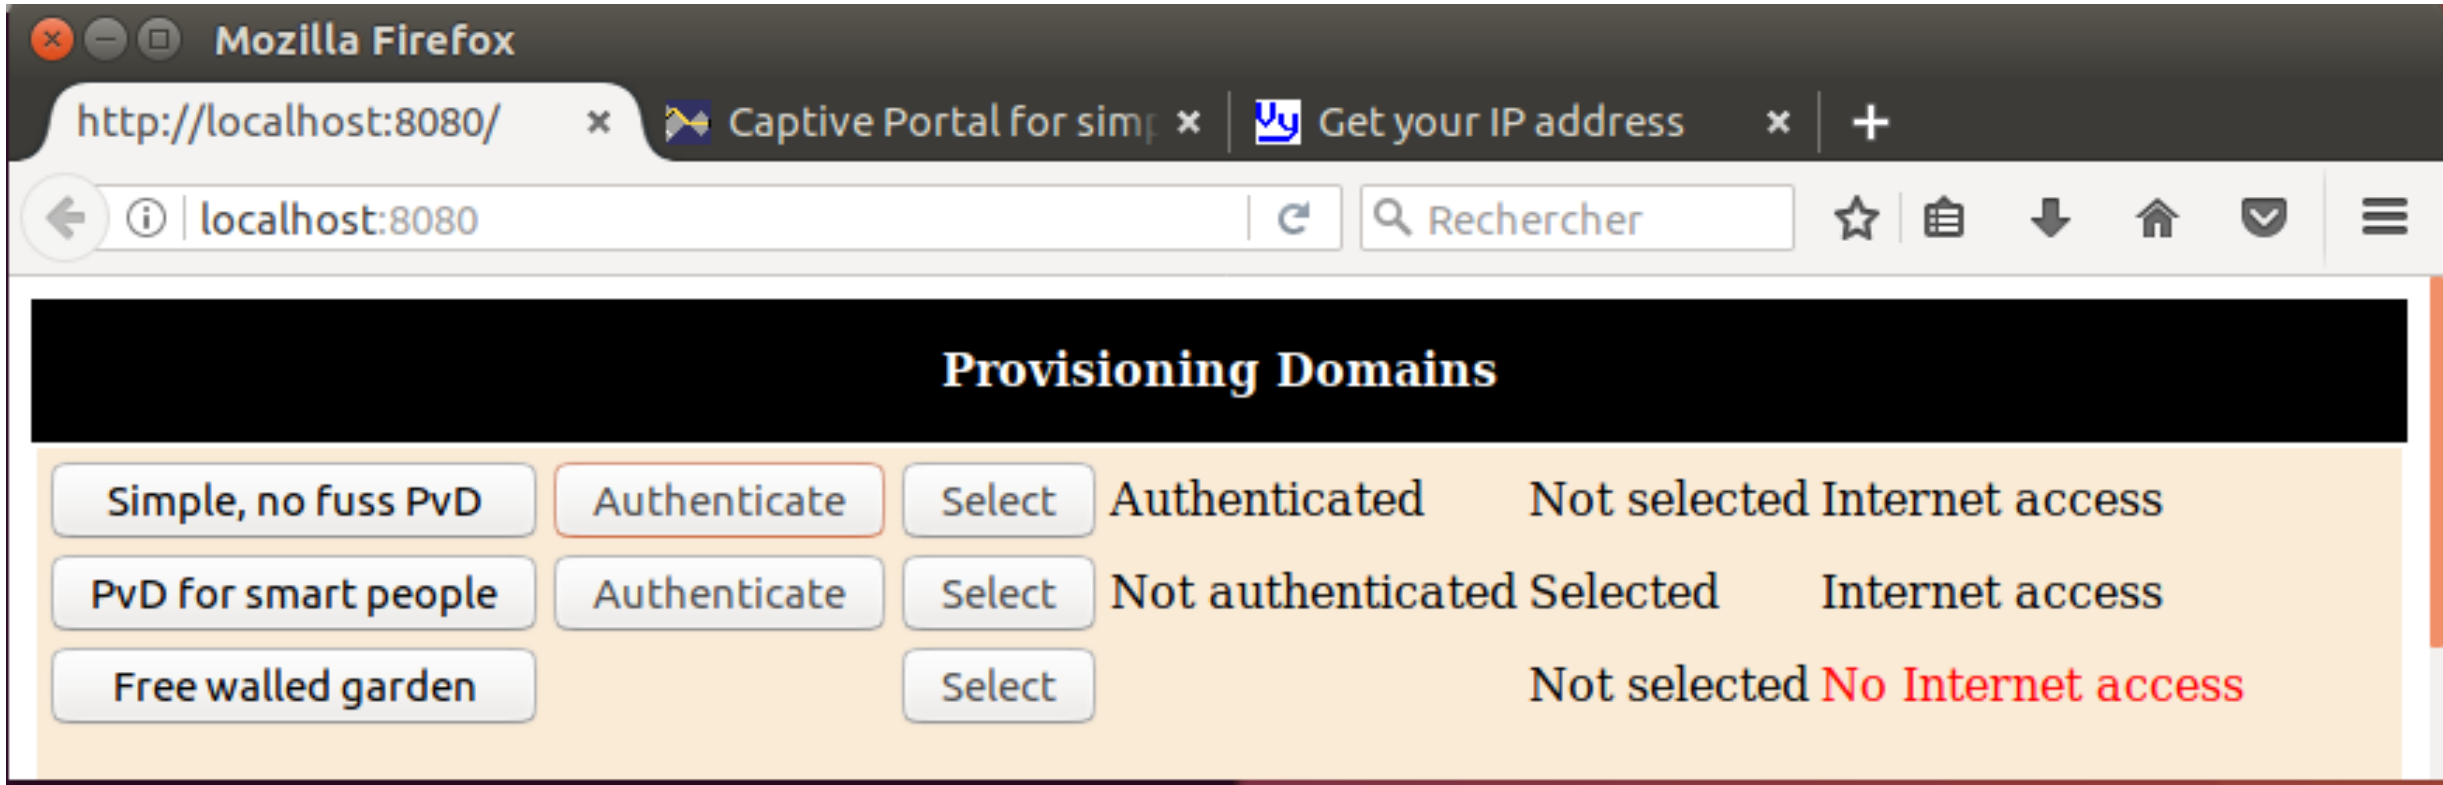 Mozilla Firefox
http://localhost:8080/ Captive Portal for simp Get your IP address
localhost:8080 Rechercher
Provisioning Domains
Simple, no fuss PvD Authenticate Select Authenticated Not selected Internet access
PvD for smart people Authenticate Select Not authenticated Selected Internet access
Free walled garden Select Not selected No Internet access